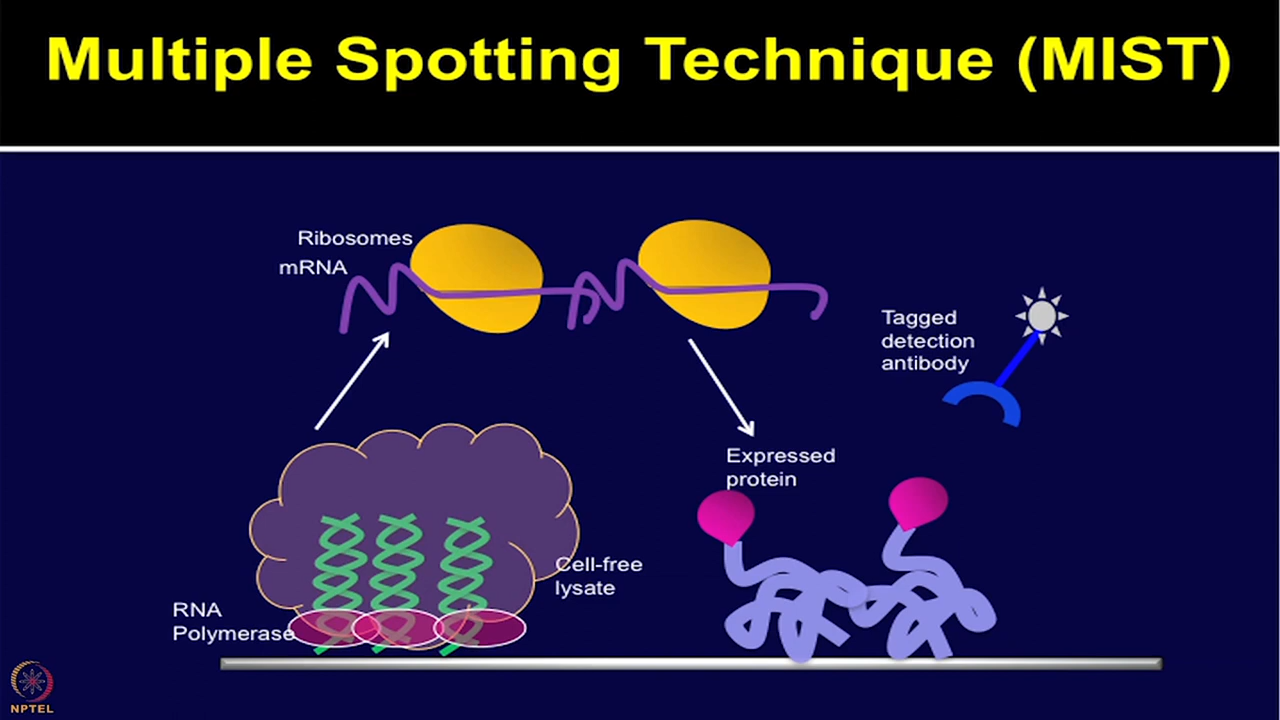 Multiple Spotting Technique (MIST)
Ribosomes
mRNA
Tagged
detection
antibody
Expressed
protein
Cell-free
lysate
RNA
Polymerase
NPTEL